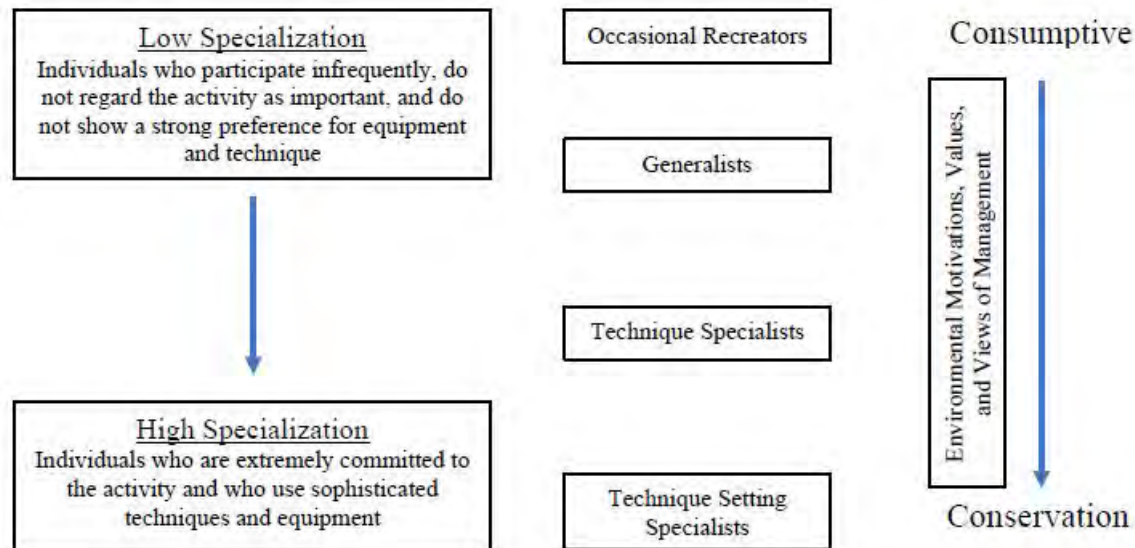 Low Specialization
Individuals who participate infrequently, do
not regard the activity as important, and do
not show a strong preference for equipment
and technique
High Specialization
Individuals who are extremely committed to
the activity and who use sophisticated
techniques and equipment
Occasional Recreators
Generalists
Technique Specialists
Technique Setting
Specialists
Consumptive
Environmental Motivations, Values,
and Views of Management
Conservation